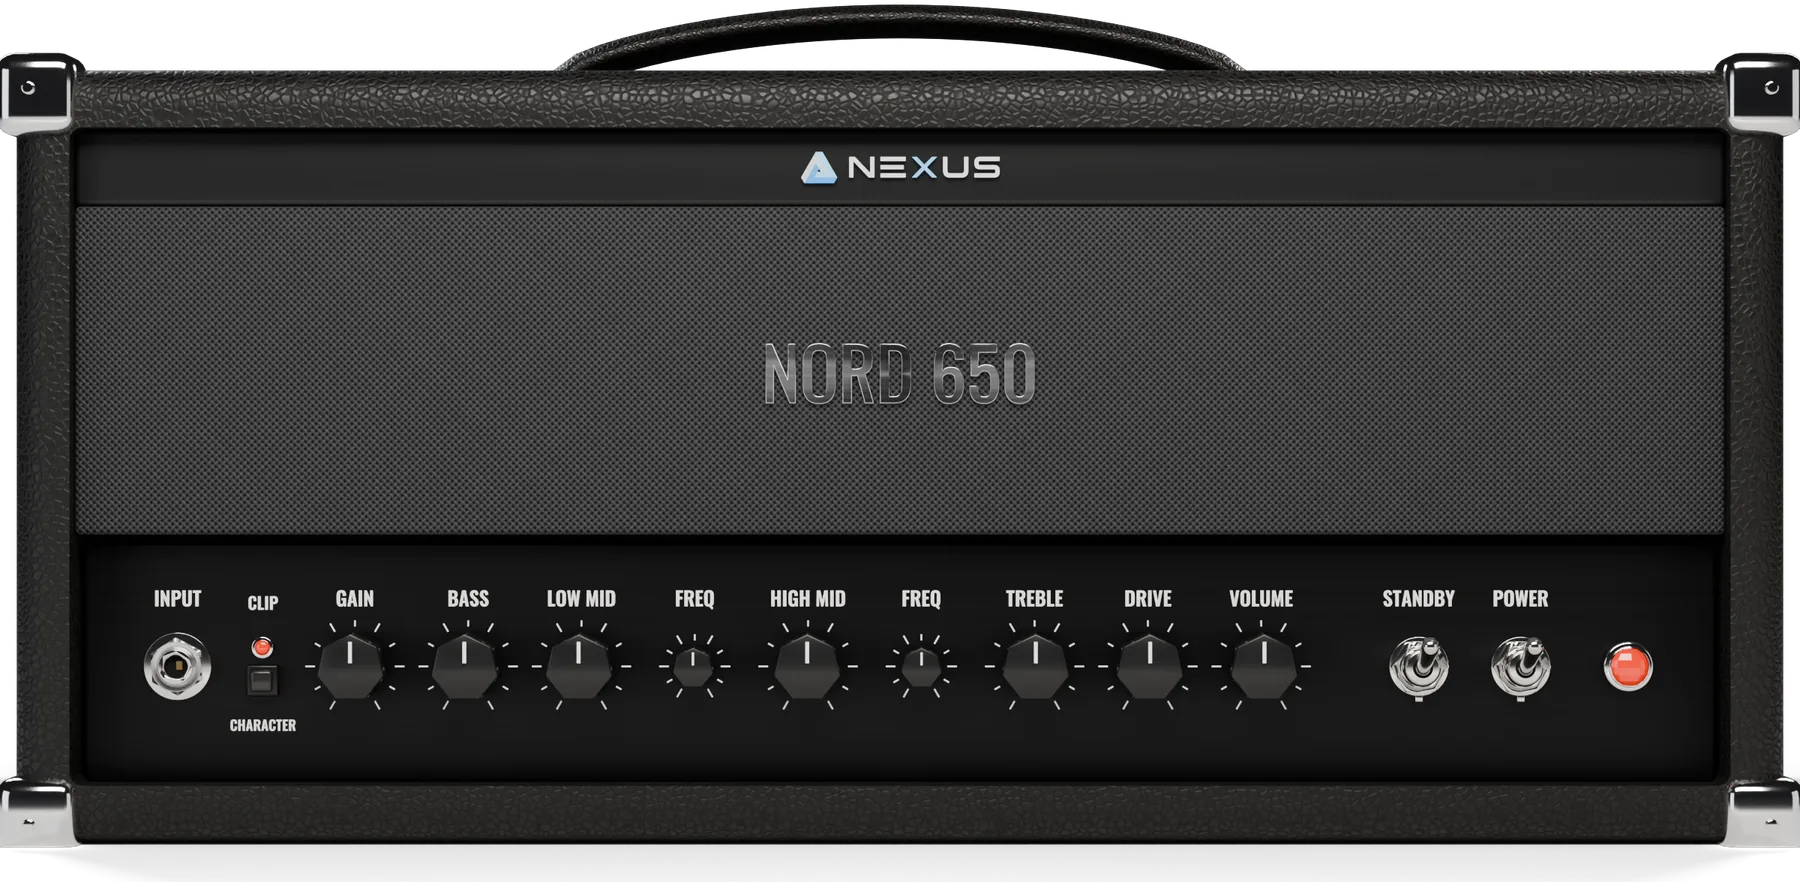 NEXUS
NORD 650
INPUT CLIP GAIN BASS LOW MID FREQ HIGH MID FREQ TREBLE DRIVE VOLUME STANDBY POWER
CHARACTER